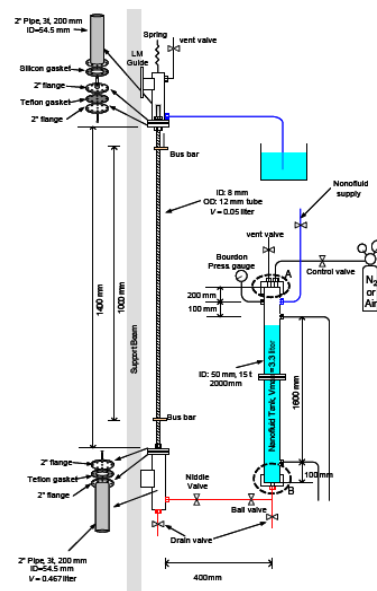 2" Pipe, 3t, 200 mm
ID=54.5 mm
Silicon gasket
2" flange
Teflon gasket
2" flange
Spring
vent valve
LM
Guide
Bus bar
ID: 8 mm
OD: 12 mm tube
V = 0.05 liter
1400 mm
1000 mm
Support Beam
Nonofluid
supply
vent valve
Bourdon
Press gauge
A
Control valve
N2
or
Air
200 mm
100 mm
ID: 50 mm, 15 t
2000mm
Nanofluid Tank, Vmax=3.3 liter
1600 mm
Bus bar
2" flange
Teflon gasket
2" flange
Niddle
Valve
Ball valve
100 mm
B
Drain valve
2" Pipe, 3t, 200 mm
ID=54.5 mm
V = 0.467 liter
400mm